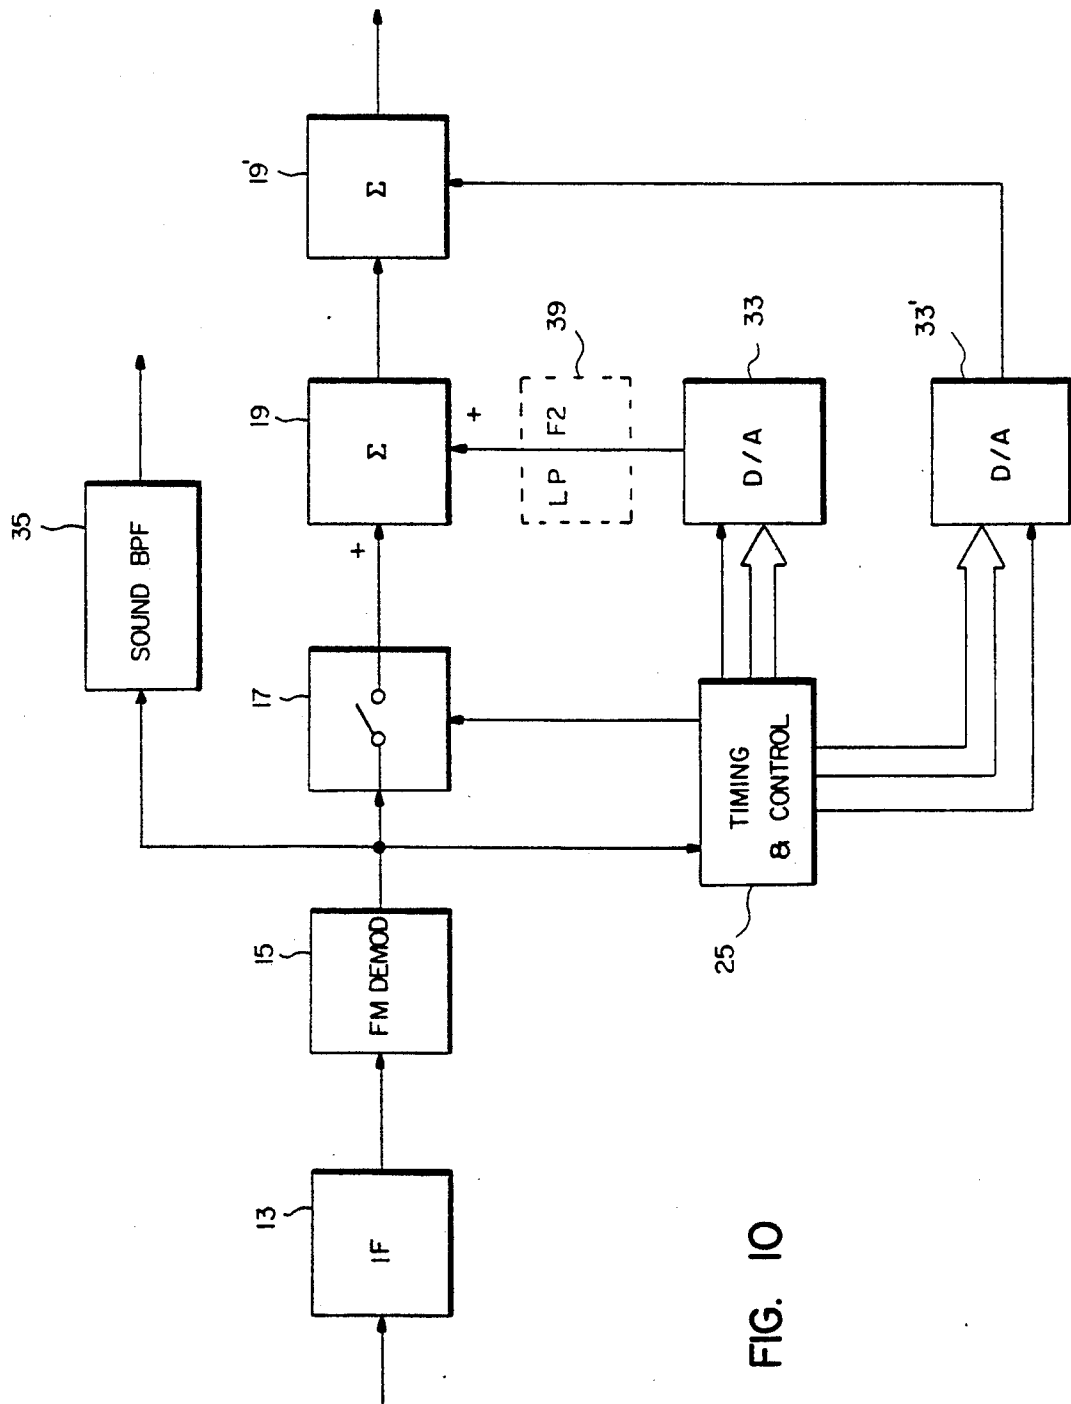 35
SOUND BPF
13
IF
15
FM DEMOD
17
+
19
Σ
19'
Σ
+
LP F2
39
25
TIMING
& CONTROL
33
D/A
33'
D/A
FIG. 10